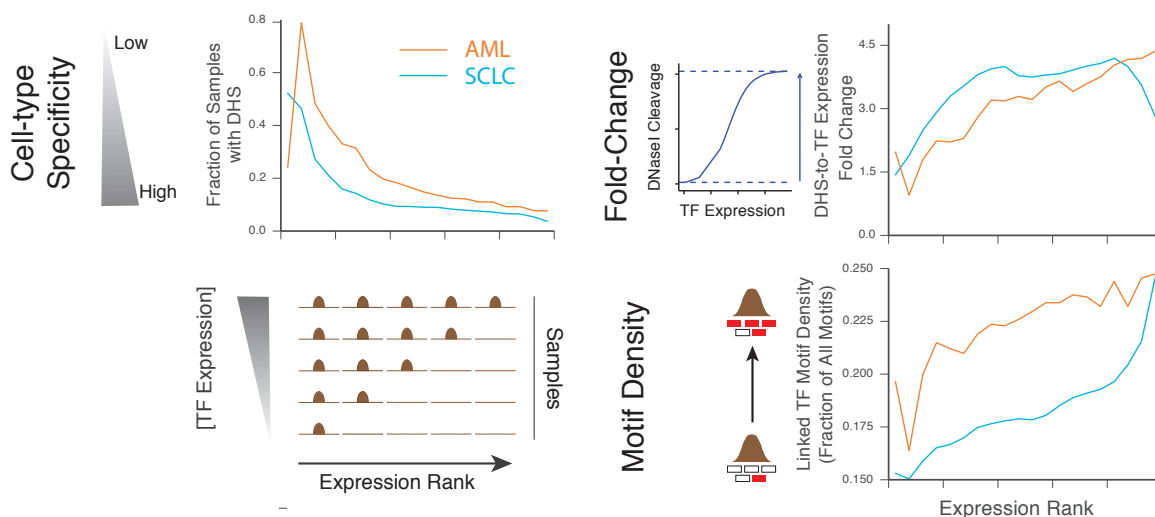 Cell-type
Specificity
Low
High
Fraction of Samples
with DHS
0.8
0.6
0.4
0.2
0.0
AML
SCLC
Fold-Change
DNaseI Cleavage
TF Expression
DHS-to-TF Expression
Fold Change
4.5
3.0
1.5
0.0
[TF Expression]
Samples
Expression Rank
Motif Density
Linked TF Motif Density
(Fraction of All Motifs)
0.250
0.225
0.200
0.175
0.150
Expression Rank